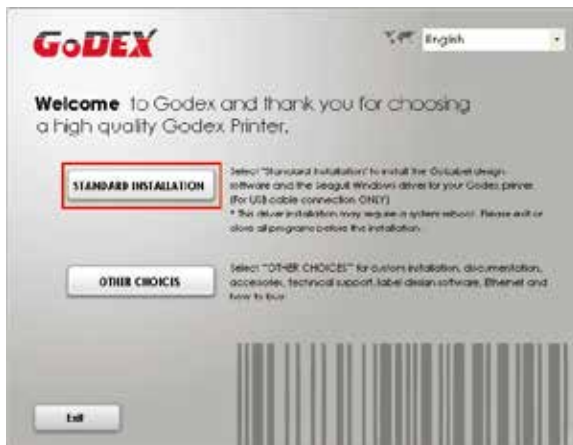 GoDEX
English
Welcome to Godex and thank you for choosing
a high quality Godex Printer.
STANDARD INSTALLATION
Select "Standard Installation" to install the GoLabel design
software and the Seagull Windows driver for your Godex printer.
(For USB cable connection ONLY)
* This driver installation may require a system reboot. Please exit or
close all programs before the installation.
OTHER CHOICES
Select "OTHER CHOICES" for custom installation, documentation,
accessories, technical support, label design software, Ethernet and
how to buy
Exit